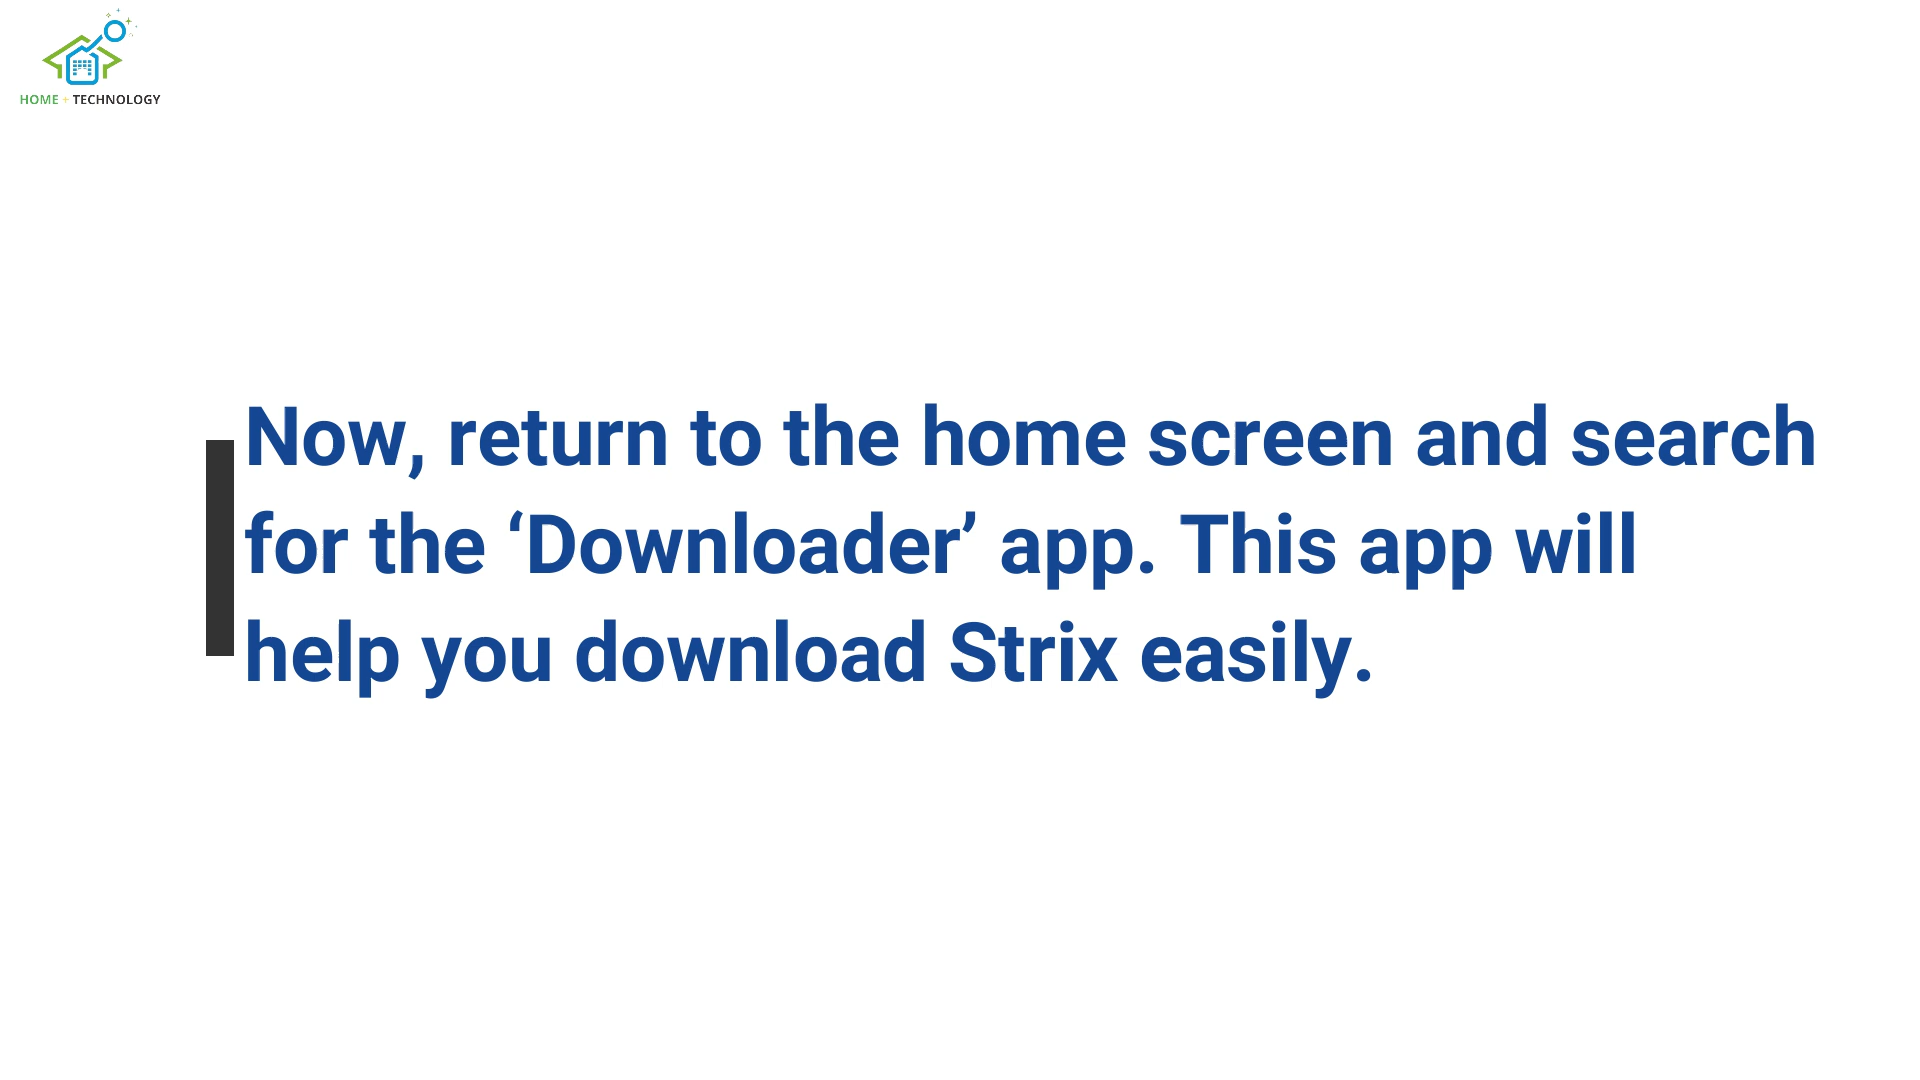 HOME + TECHNOLOGY
Now, return to the home screen and search
for the ‘Downloader’ app. This app will
help you download Strix easily.